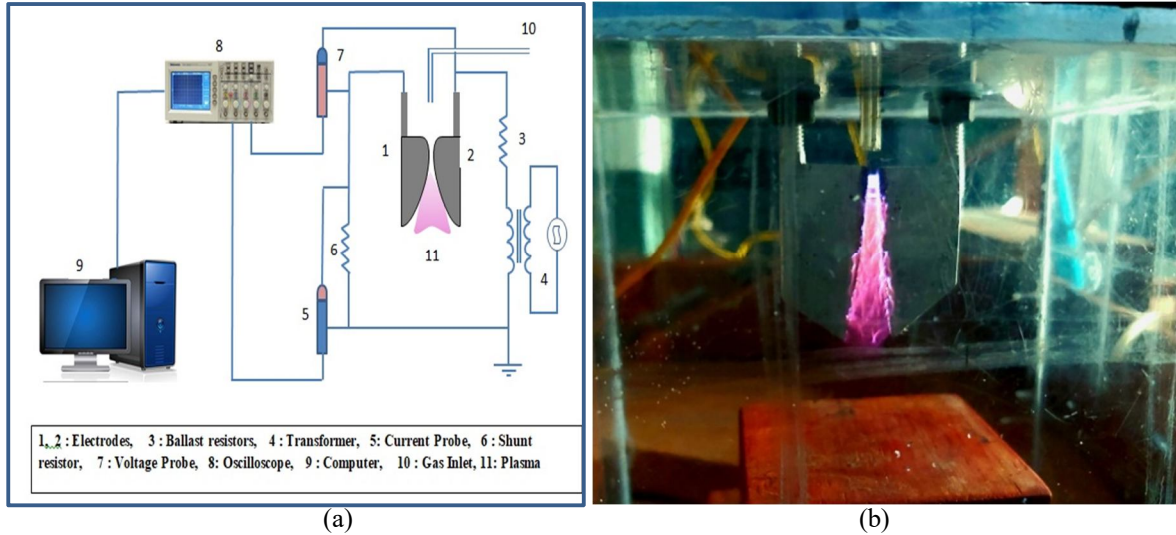 10
8
7
3
1
2
6
11
4
9
5
1, 2 : Electrodes, 3 : Ballast resistors, 4 : Transformer, 5: Current Probe, 6 : Shunt
resistor, 7 : Voltage Probe, 8: Oscilloscope, 9 : Computer, 10 : Gas Inlet, 11: Plasma
(a)
(b)